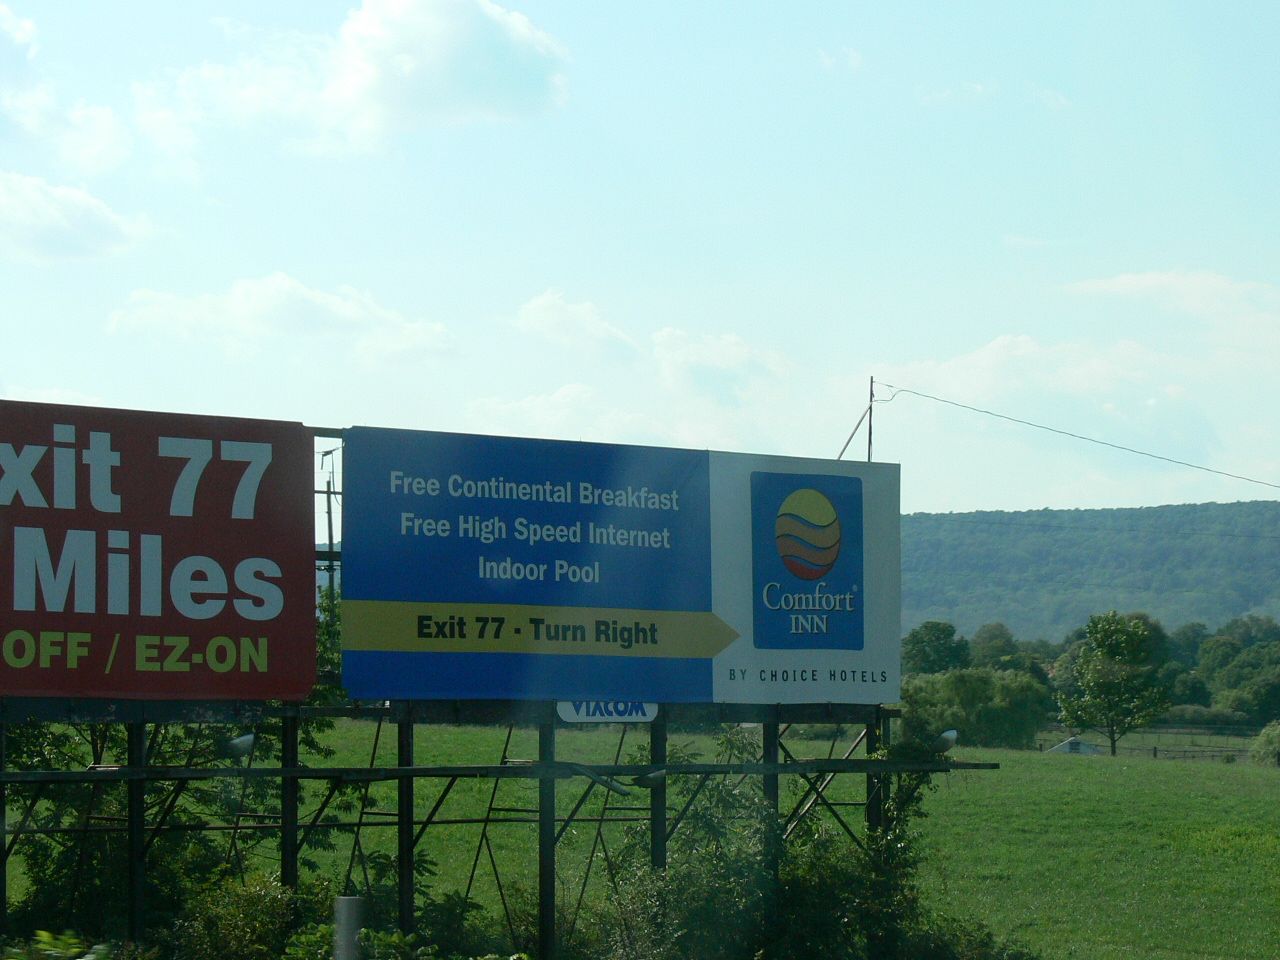 xit 77
Miles
OFF / EZ-ON
Free Continental Breakfast
Free High Speed Internet
Indoor Pool
Exit 77 - Turn Right
Comfort®
INN
BY CHOICE HOTELS
VIACOM